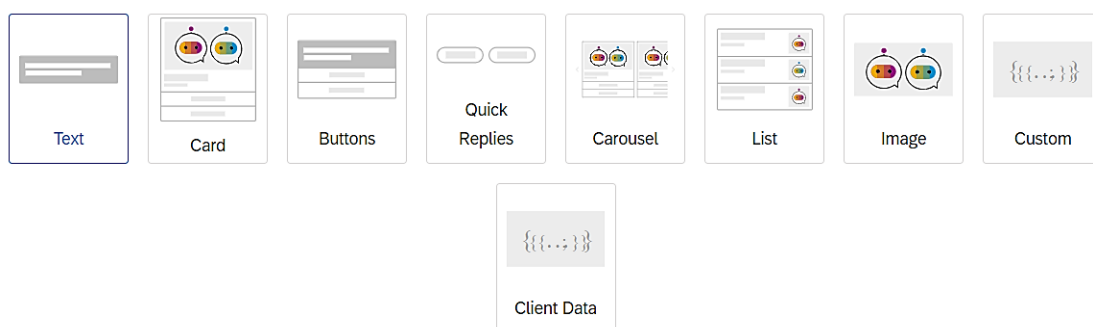 Text
Card
Buttons
Quick
Replies
Carousel
List
Image
{{..;}}
Custom
{{..;}}
Client Data